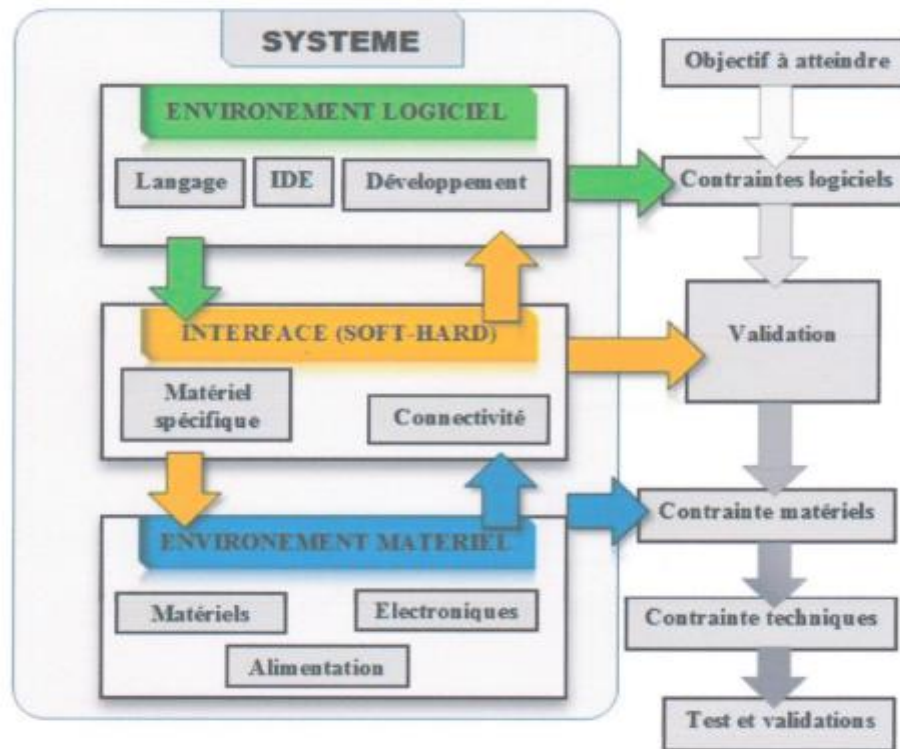 SYSTEME
ENVIRONEMENT LOGICIEL
Langage
IDE
Développement
INTERFACE (SOFT-HARD)
Matériel
spécifique
Connectivité
ENVIRONEMENT MATERIEL
Matériels
Electroniques
Alimentation
Objectif à atteindre
Contraintes logiciels
Validation
Contrainte matériels
Contrainte techniques
Test et validations